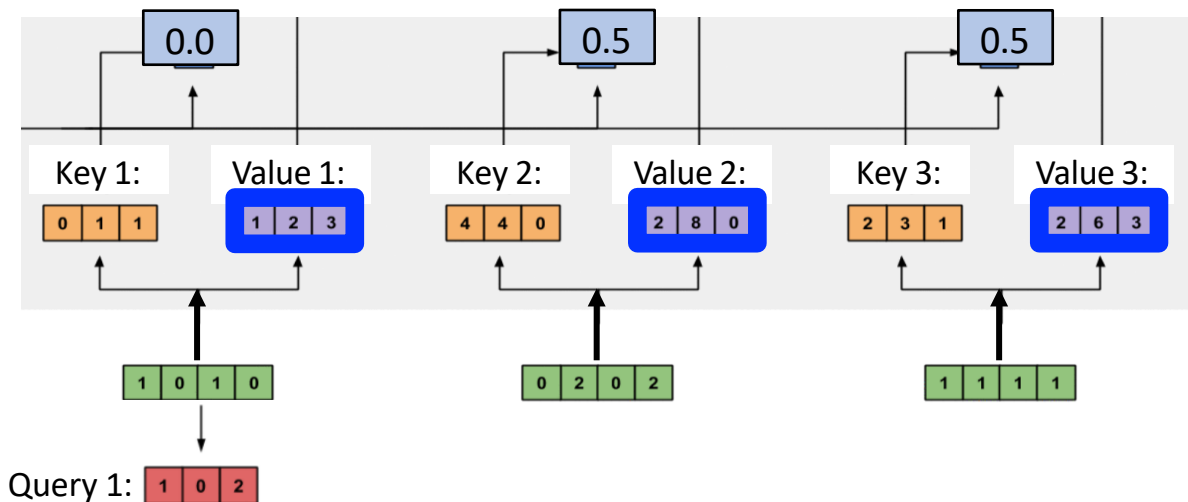 0.0 0.5 0.5
Key 1: Value 1: Key 2: Value 2: Key 3: Value 3:
0 1 1 1 2 3 4 4 0 2 8 0 2 3 1 2 6 3
1 0 1 0 0 2 0 2 1 1 1 1
Query 1: 1 0 2